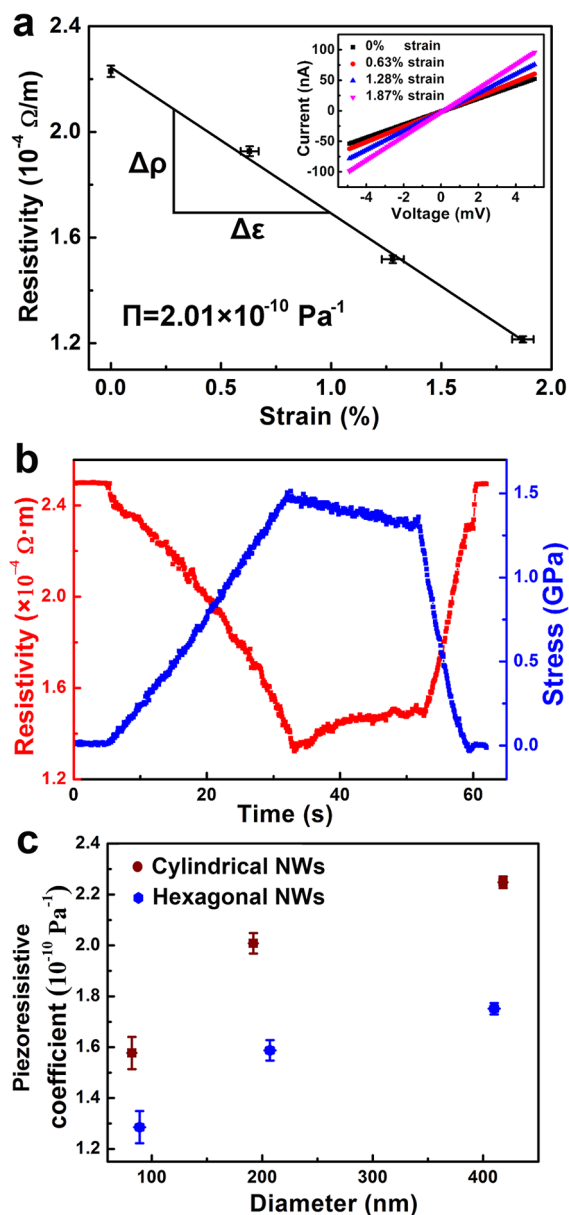 a
2.4
2.0
1.6
1.2
Resistivity (10⁻⁴ Ω/m)
0.0 0.5 1.0 1.5 2.0
Strain (%)
Δρ
Δε
Π=2.01×10⁻¹⁰ Pa⁻¹
100
50
0
-50
-100
Current (nA)
0% strain
0.63% strain
1.28% strain
1.87% strain
-4 -2 0 2 4
Voltage (mV)
b
2.4
2.0
1.6
1.2
Resistivity (×10⁻⁴ Ω·m)
1.5
1.0
0.5
0.0
Stress (GPa)
0 20 40 60
Time (s)
c
2.4
2.2
2.0
1.8
1.6
1.4
1.2
Piezoresisistive
coefficient (10⁻¹⁰ Pa⁻¹)
Cylindrical NWs
Hexagonal NWs
100 200 300 400
Diameter (nm)